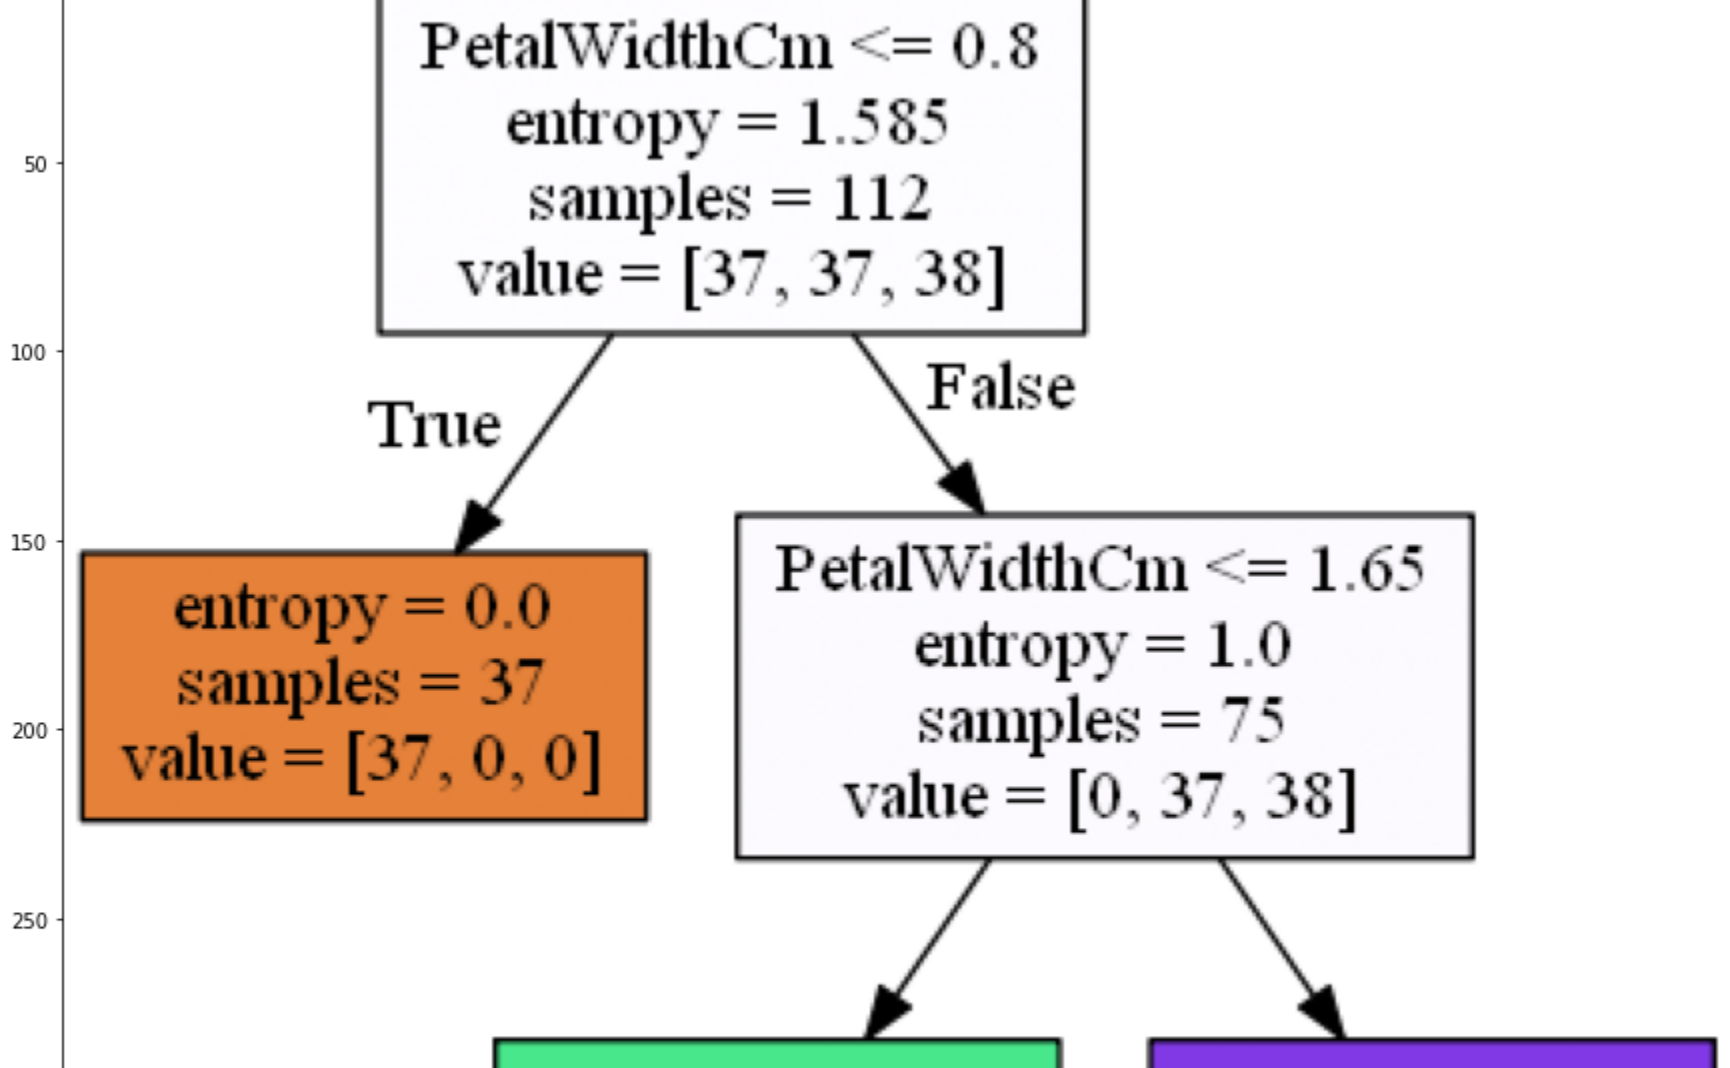 PetalWidthCm <= 0.8
entropy = 1.585
samples = 112
value = [37, 37, 38]
True
False
entropy = 0.0
samples = 37
value = [37, 0, 0]
PetalWidthCm <= 1.65
entropy = 1.0
samples = 75
value = [0, 37, 38]
50
100
150
200
250